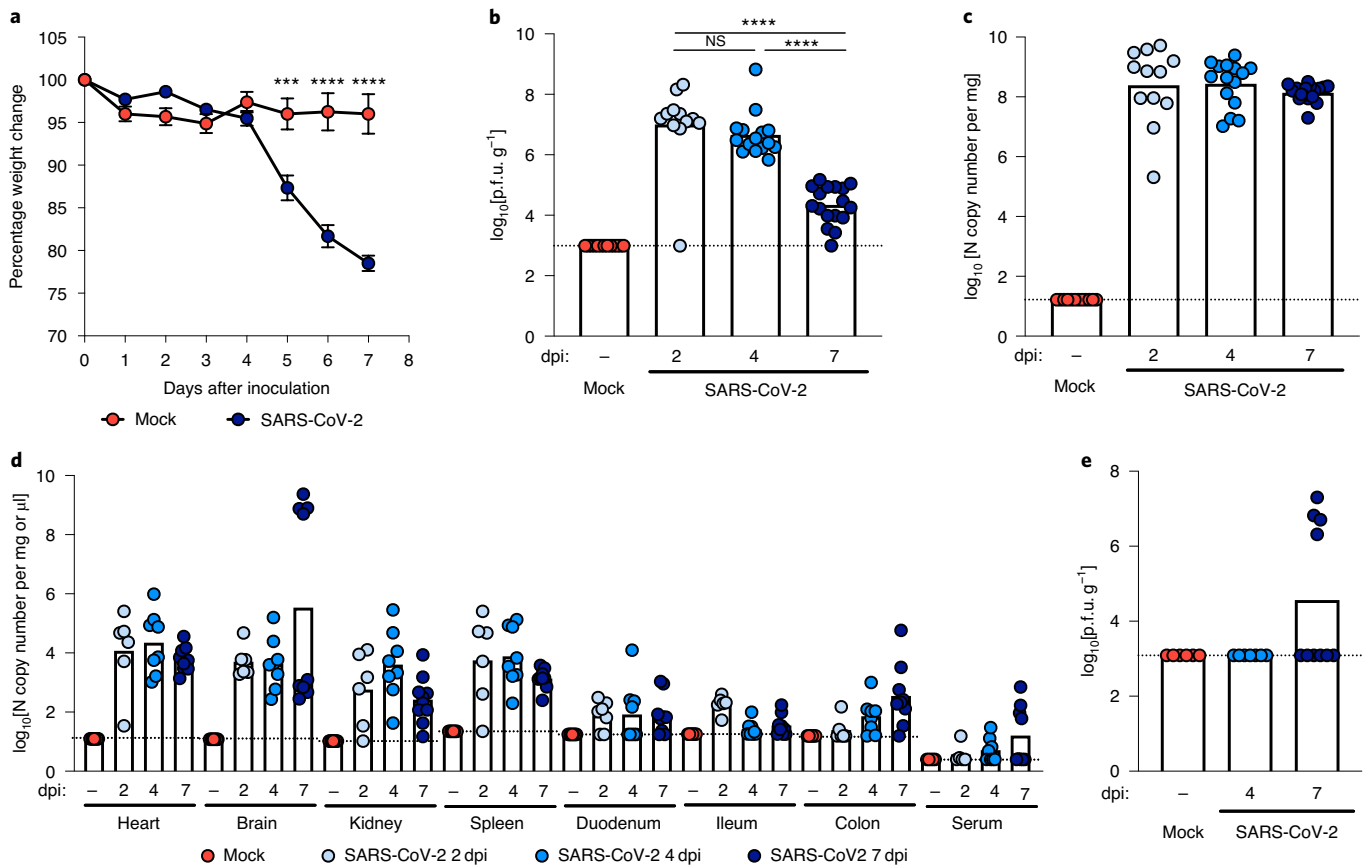 a
Percentage weight change
105
100
95
90
85
80
75
70
*** **** ****
0 1 2 3 4 5 6 7 8
Days after inoculation
Mock SARS-CoV-2
b
log10[p.f.u. g−1]
10
8
6
4
2
0
****
NS ****
dpi: – 2 4 7
Mock SARS-CoV-2
c
log10 [N copy number per mg]
10
8
6
4
2
0
dpi: – 2 4 7
Mock SARS-CoV-2
d
log10[N copy number per mg or µl]
10
8
6
4
2
0
dpi: – 2 4 7 – 2 4 7 – 2 4 7 – 2 4 7 – 2 4 7 – 2 4 7 – 2 4 7 – 2 4 7
Heart Brain Kidney Spleen Duodenum Ileum Colon Serum
Mock SARS-CoV-2 2 dpi SARS-CoV-2 4 dpi SARS-CoV2 7 dpi
e
log10[p.f.u. g−1]
8
6
4
2
0
dpi: – 4 7
Mock SARS-CoV-2